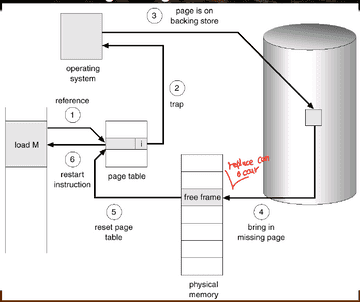 3
page is on
backing store
operating
system
2
trap
reference
1
load M
i
6
restart
instruction
page table
replace can
occur
free frame
5
reset page
table
4
bring in
missing page
physical
memory